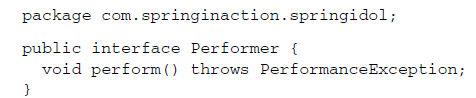 package com.springinaction.springidol;
public interface Performer {
  void perform() throws PerformanceException;
}